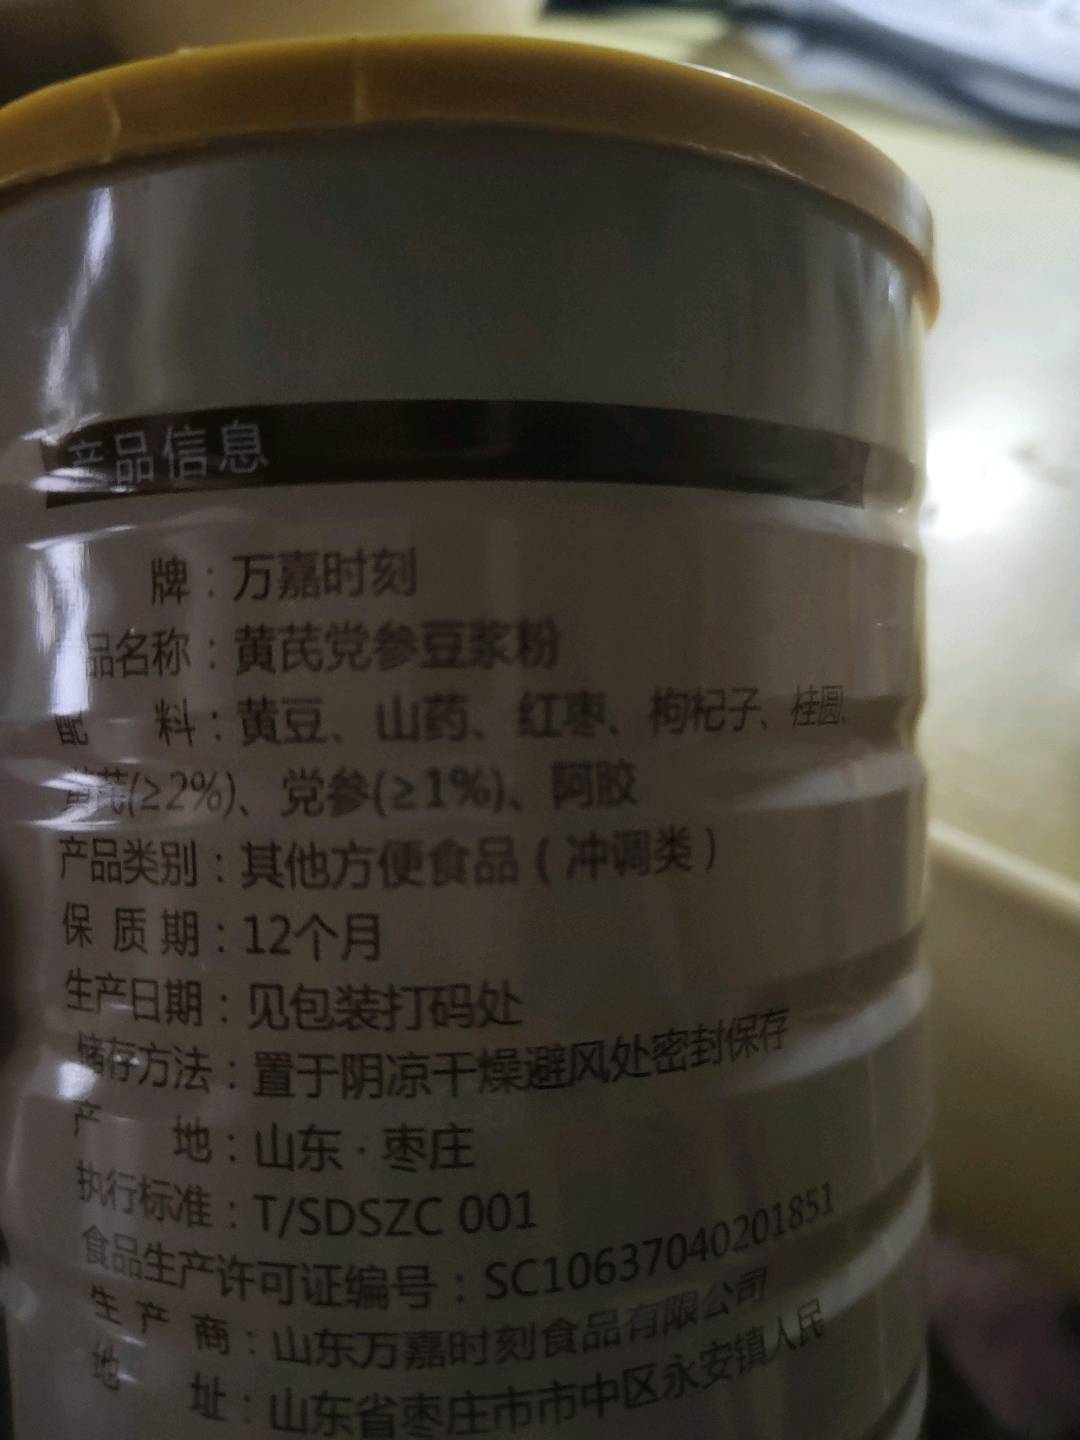 产品信息
牌：万嘉时刻
品名称：黄芪党参豆浆粉
配 料：黄豆、山药、红枣、枸杞子、桂圆、
黄芪(≥2%)、党参(≥1%)、阿胶
产品类别：其他方便食品（冲调类）
保质期：12个月
生产日期：见包装打码处
储存方法：置于阴凉干燥避风处密封保存
产 地：山东·枣庄
执行标准：T/SDSZC 001
食品生产许可证编号：SC10637040201851
生产商：山东万嘉时刻食品有限公司
地 址：山东省枣庄市市中区永安镇人民